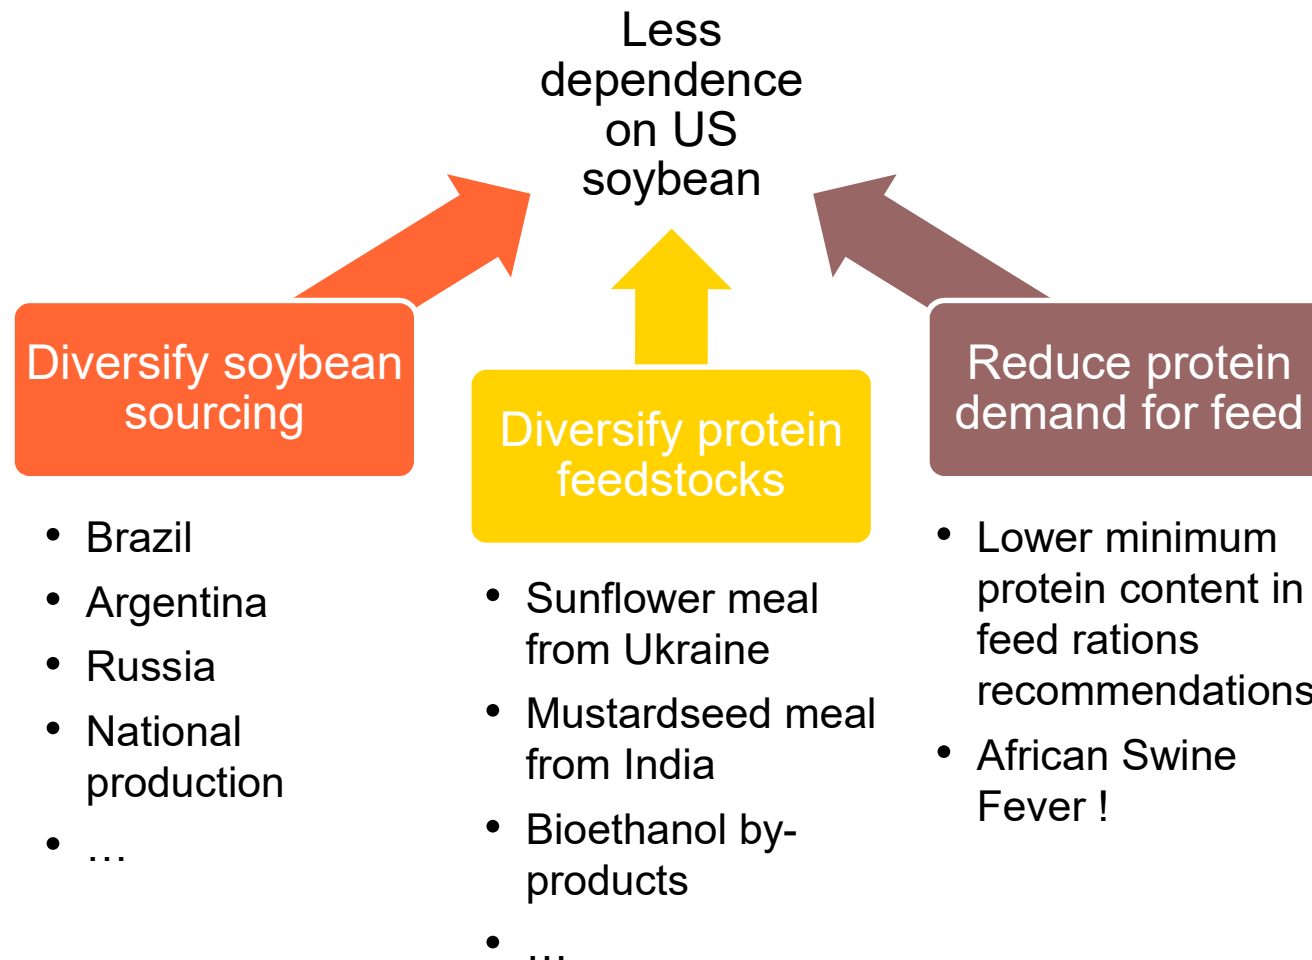 Less
dependence
on US
soybean
Diversify soybean
sourcing
• Brazil
• Argentina
• Russia
• National
production
• ...
Diversify protein
feedstocks
• Sunflower meal
from Ukraine
• Mustardseed meal
from India
• Bioethanol by-
products
• ...
Reduce protein
demand for feed
• Lower minimum
protein content in
feed rations
recommendations
• African Swine
Fever !